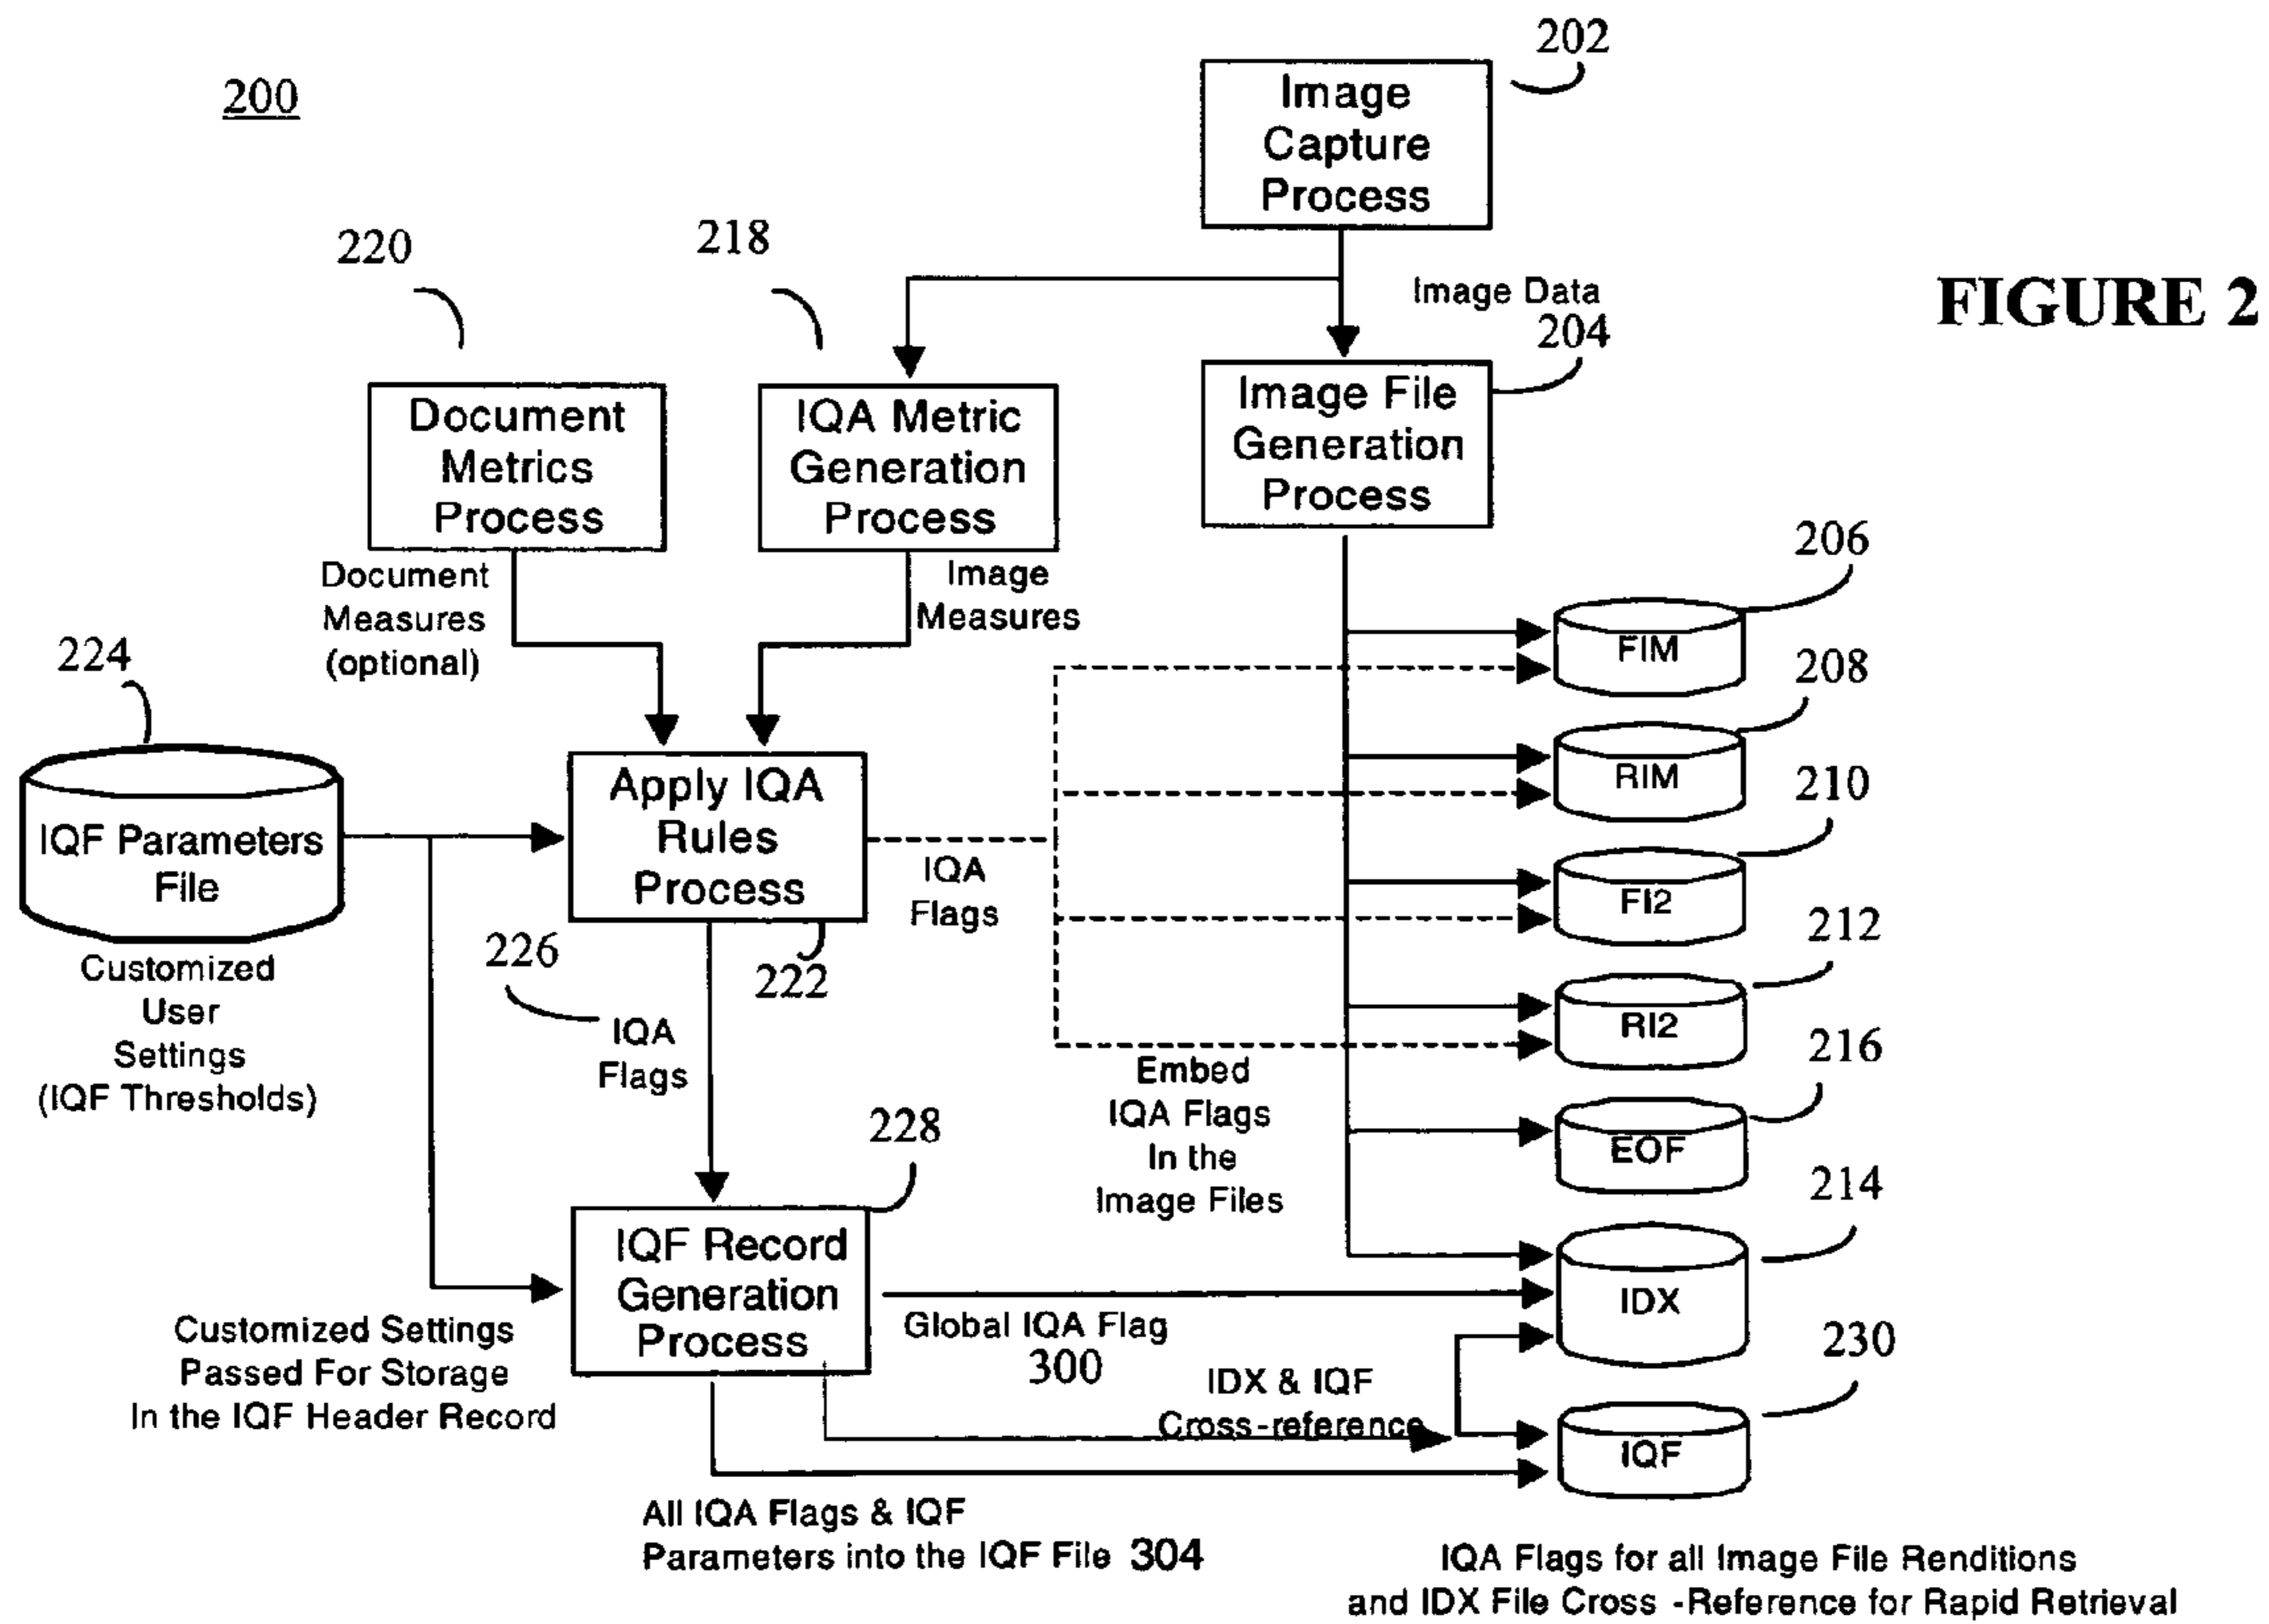 200
202
Image
Capture
Process
220
218
Image Data
204
FIGURE 2
Document
Metrics
Process
IQA Metric
Generation
Process
Image File
Generation
Process
Document
Measures
(optional)
Image
Measures
206
FIM
208
RIM
224
IQF Parameters
File
Customized
User
Settings
(IQF Thresholds)
Apply IQA
Rules
Process
IQA
Flags
210
FI2
212
RI2
226
222
IQA
Flags
Embed
IQA Flags
In the
Image Files
216
EOF
228
214
IQF Record
Generation
Process
IDX
Global IQA Flag
300
Customized Settings
Passed For Storage
In the IQF Header Record
IDX & IQF
Cross-reference
230
IQF
All IQA Flags & IQF
Parameters into the IQF File 304
IQA Flags for all Image File Renditions
and IDX File Cross -Reference for Rapid Retrieval